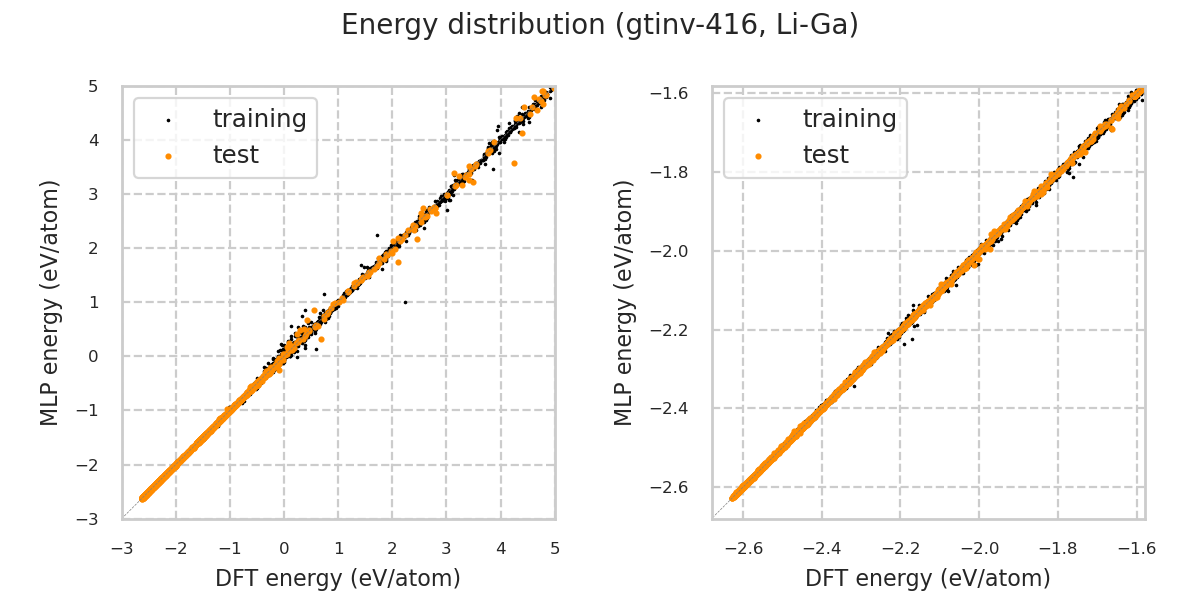 Energy distribution (gtinv-416, Li-Ga)
training
test
MLP energy (eV/atom)
5
4
3
2
1
0
−1
−2
−3
−3 −2 −1 0 1 2 3 4 5
DFT energy (eV/atom)
training
test
MLP energy (eV/atom)
−1.6
−1.8
−2.0
−2.2
−2.4
−2.6
−2.6 −2.4 −2.2 −2.0 −1.8 −1.6
DFT energy (eV/atom)